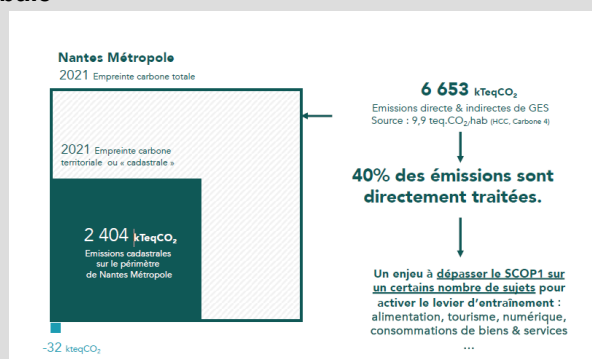 Nantes Métropole
2021 Empreinte carbone totale
2021 Empreinte carbone
territoriale ou « cadastrale »
2 404 kTeqCO₂
Emissions cadastrales
sur le périmètre
de Nantes Métropole
-32 kteqCO₂
6 653 kTeqCO₂
Emissions directe & indirectes de GES
Source : 9,9 teq.CO₂/hab (HCC, Carbone 4)
40% des émissions sont
directement traitées.
Un enjeu à dépasser le SCOP1 sur
un certains nombre de sujets pour
activer le levier d'entraînement :
alimentation, tourisme, numérique,
consommations de biens & services
...